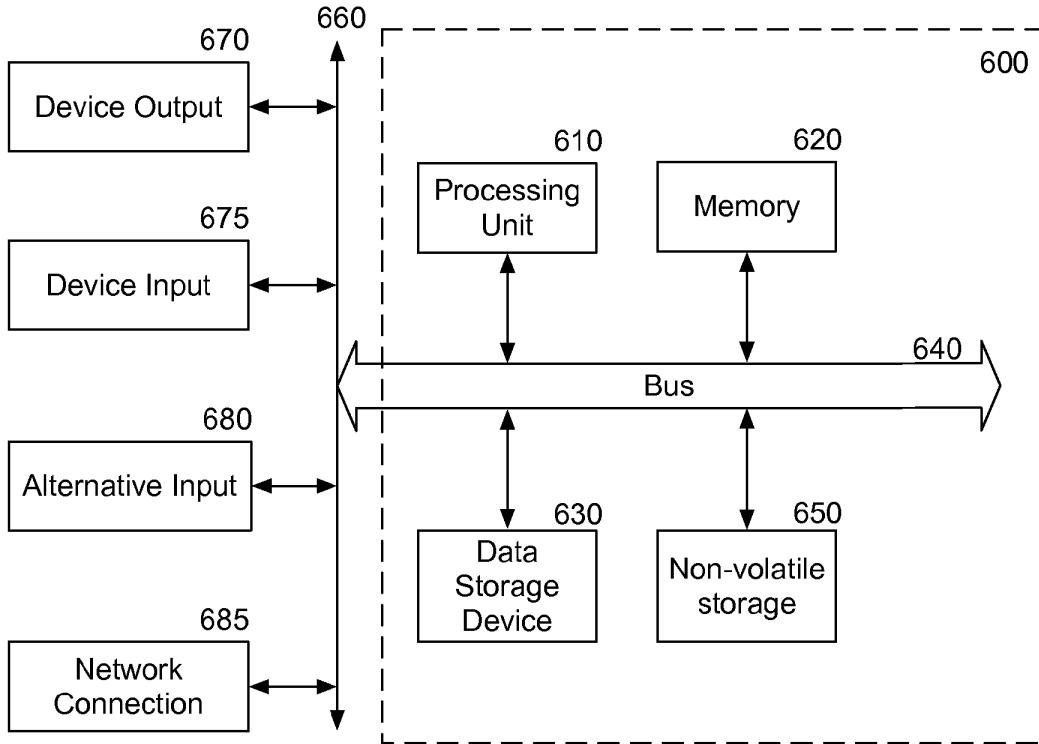 660
670
Device Output
600
610
Processing
Unit
620
Memory
675
Device Input
640
Bus
680
Alternative Input
630
Data
Storage
Device
650
Non-volatile
storage
685
Network
Connection